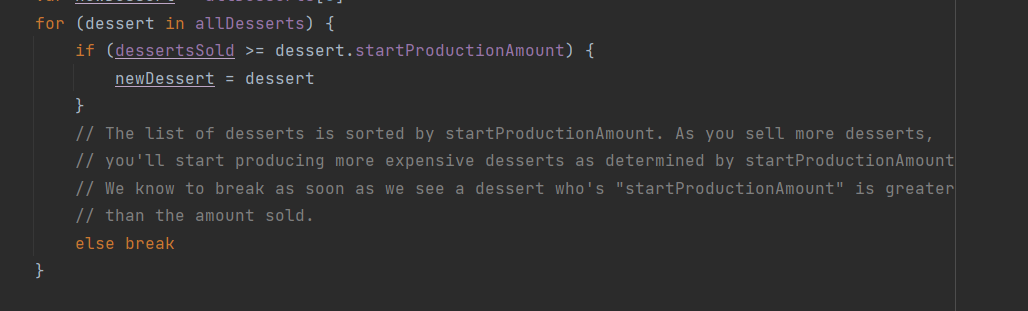 for (dessert in allDesserts) {
if (dessertsSold >= dessert.startProductionAmount) {
newDessert = dessert
}
// The list of desserts is sorted by startProductionAmount. As you sell more desserts,
// you'll start producing more expensive desserts as determined by startProductionAmount
// We know to break as soon as we see a dessert who's "startProductionAmount" is greater
// than the amount sold.
else break
}